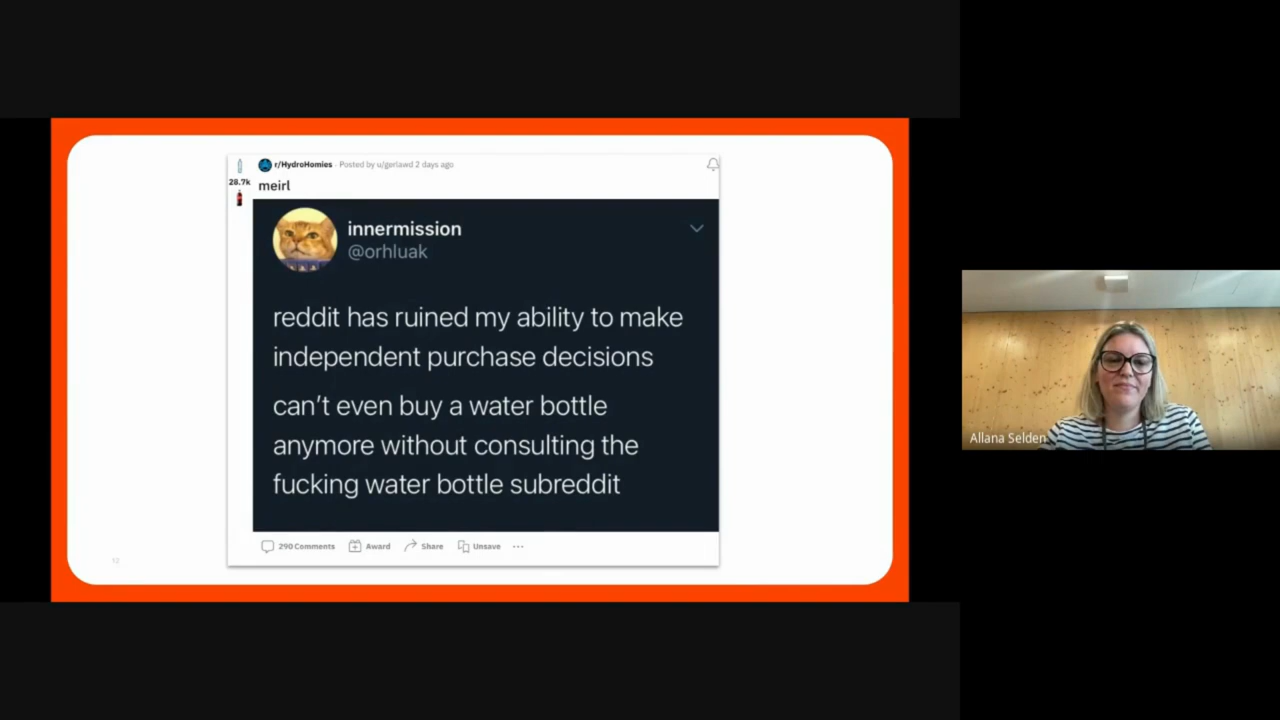 r/HydroHomies · Posted by u/gerlawd 2 days ago
28.7k
meirl
innermission
@orhluak
reddit has ruined my ability to make
independent purchase decisions
can't even buy a water bottle
anymore without consulting the
fucking water bottle subreddit
290 Comments Award Share Unsave ···
12
Allana Selden